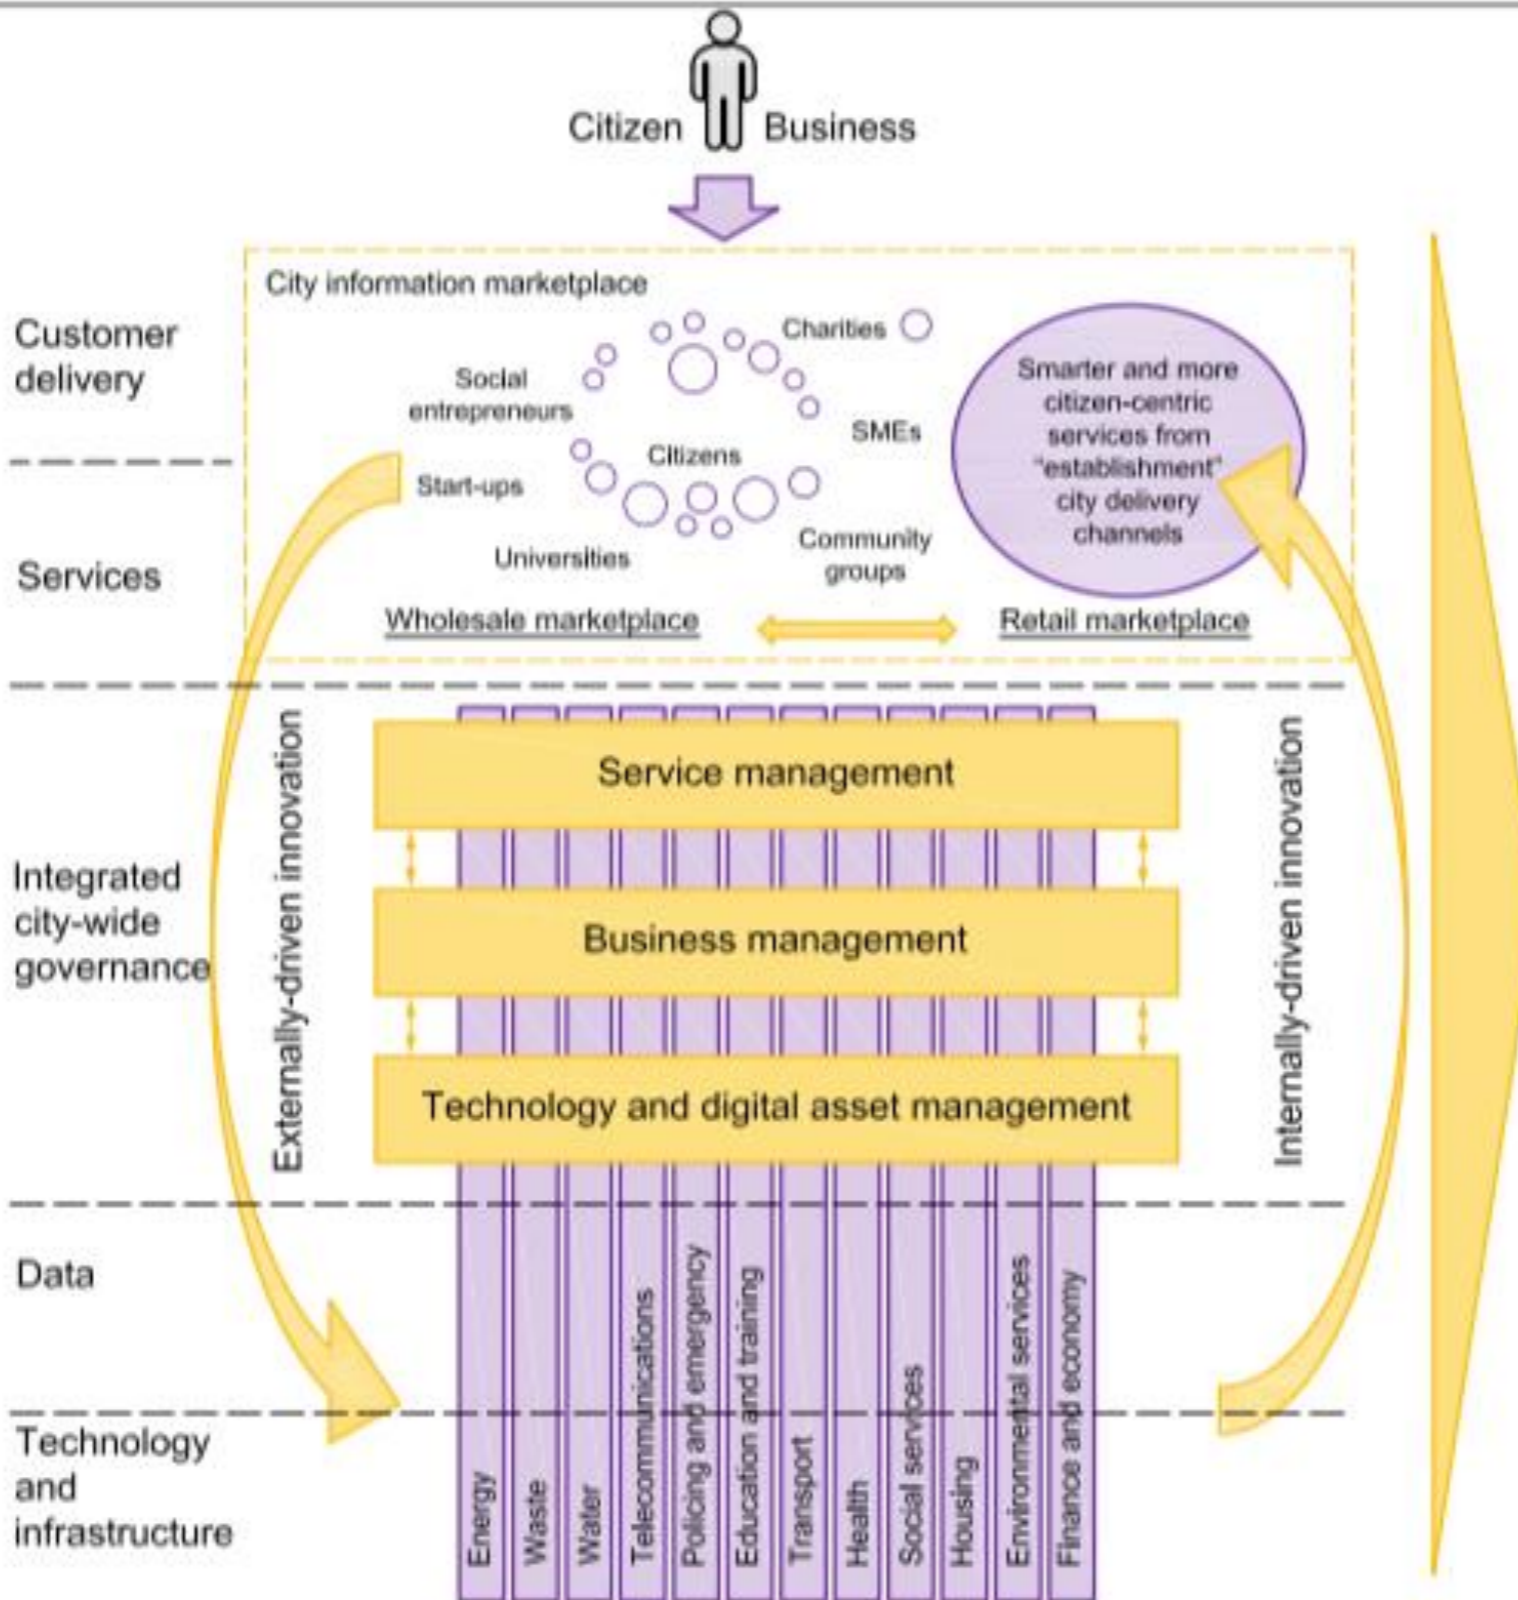 Citizen Business
City information marketplace
Customer
delivery
Charities
Social
entrepreneurs
SMEs
Citizens
Start-ups
Universities
Community
groups
Smarter and more
citizen-centric
services from
"establishment"
city delivery
channels
Services
Wholesale marketplace
Retail marketplace
Externally-driven innovation
Internally-driven innovation
Service management
Integrated
city-wide
governance
Business management
Technology and digital asset management
Data
Technology
and
infrastructure
Energy
Waste
Water
Telecommunications
Policing and emergency
Education and training
Transport
Health
Social services
Housing
Environmental services
Finance and economy